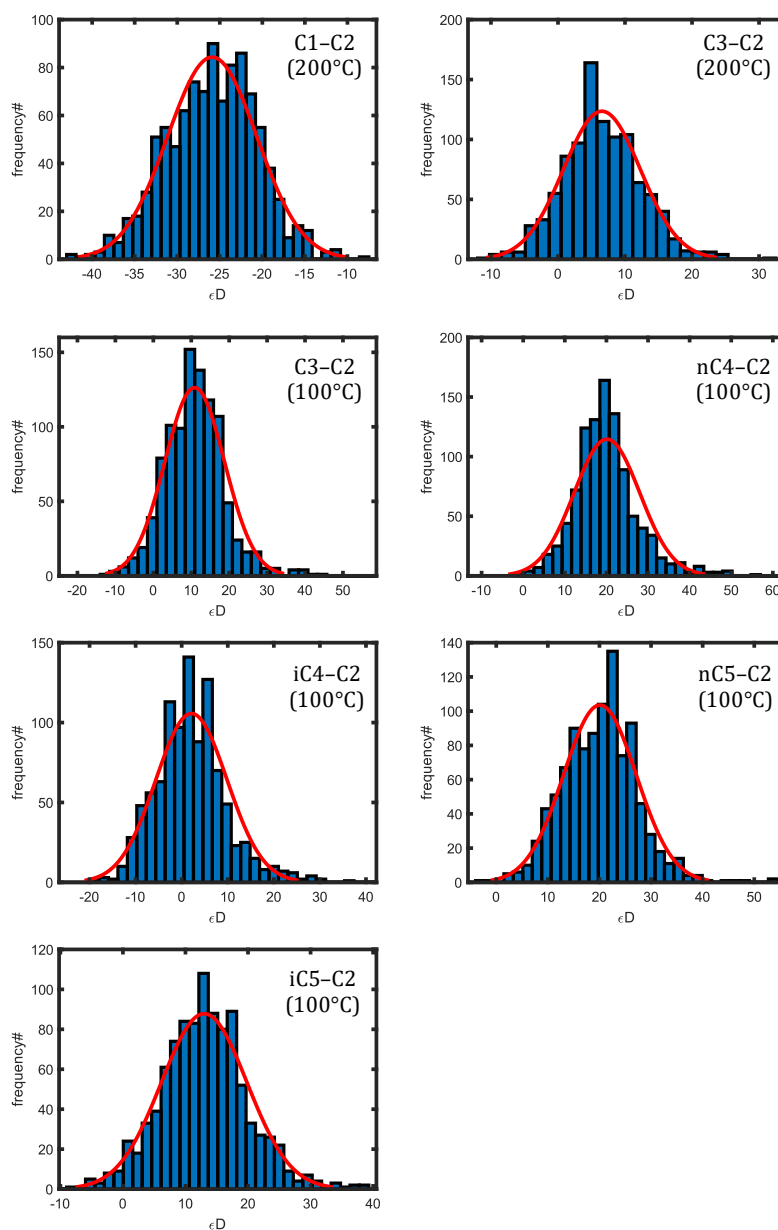 C1–C2
(200°C)
frequency#
100
80
60
40
20
0
-40 -35 -30 -25 -20 -15 -10
ϵD
C3–C2
(200°C)
frequency#
200
150
100
50
0
-10 0 10 20 30
ϵD
C3–C2
(100°C)
frequency#
150
100
50
0
-20 -10 0 10 20 30 40 50
ϵD
nC4–C2
(100°C)
frequency#
200
150
100
50
0
-10 0 10 20 30 40 50 60
ϵD
iC4–C2
(100°C)
frequency#
150
100
50
0
-20 -10 0 10 20 30 40
ϵD
nC5–C2
(100°C)
frequency#
140
120
100
80
60
40
20
0
0 10 20 30 40 50
ϵD
iC5–C2
(100°C)
frequency#
120
100
80
60
40
20
0
-10 0 10 20 30 40
ϵD